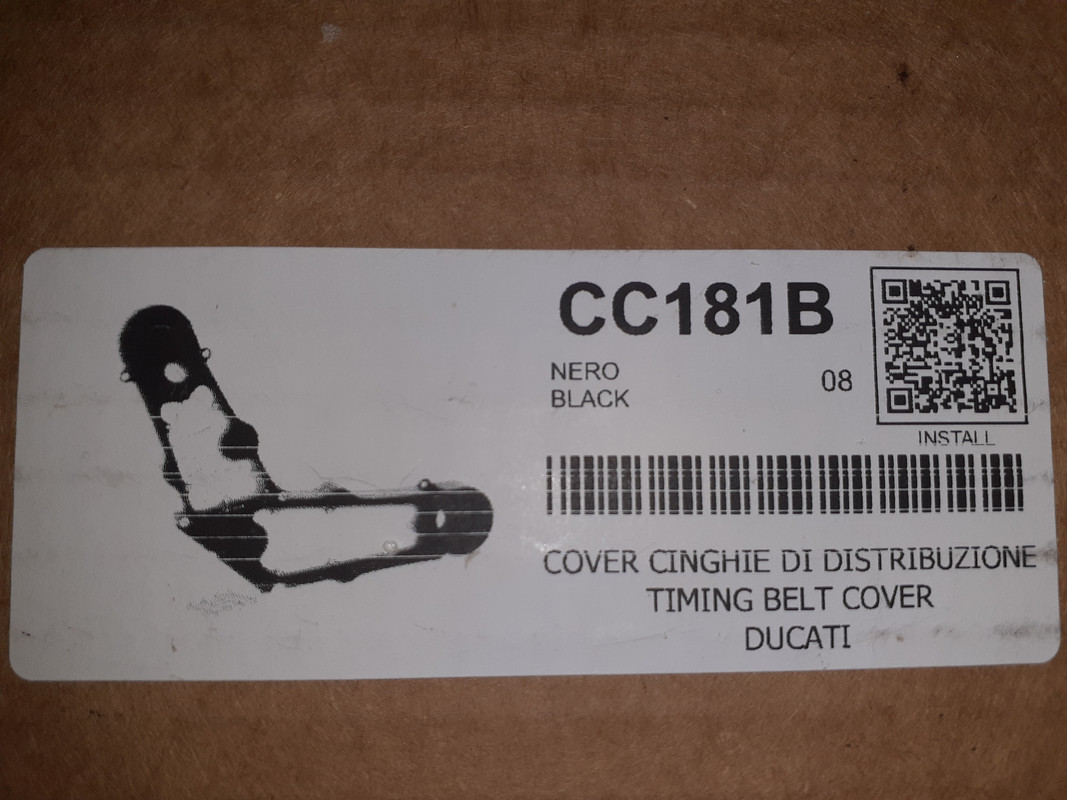 CC181B
NERO
BLACK
08
INSTALL
COVER CINGHIE DI DISTRIBUZIONE
TIMING BELT COVER
DUCATI